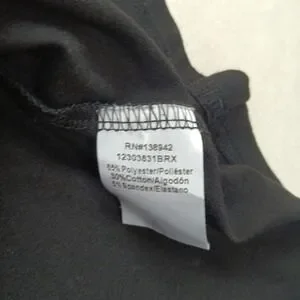 RN#138942
12303831BRX
65% Polyester/Poliéster
30%Cotton/Algodón
5% Spandex/Elastano